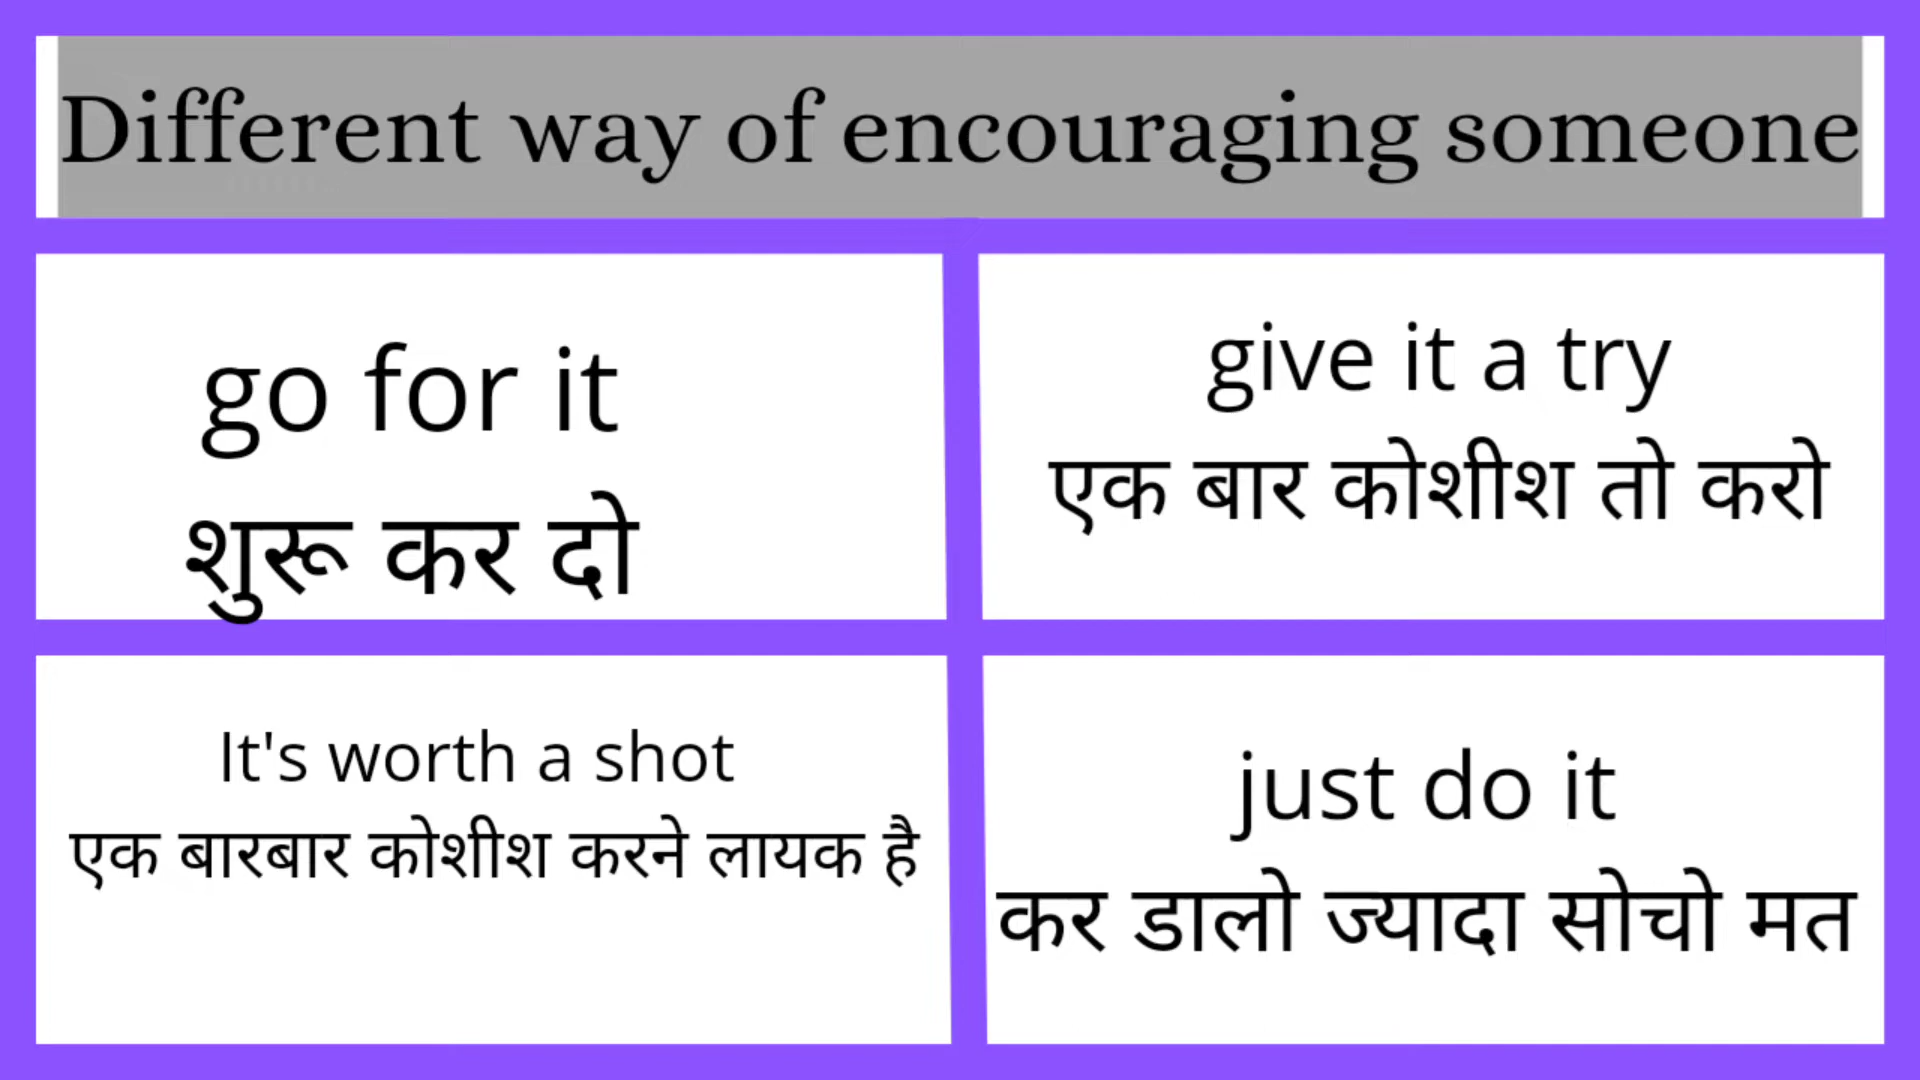 Different way of encouraging someone
go for it
शुरू कर दो
give it a try
एक बार कोशीश तो करो
It's worth a shot
एक बारबार कोशीश करने लायक है
just do it
कर डालो ज्यादा सोचो मत